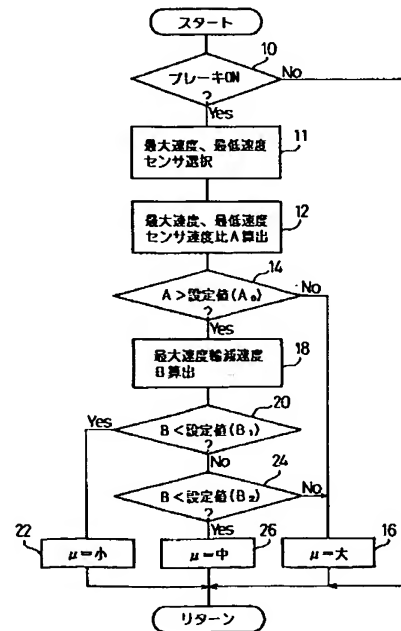 スタート
10
ブレーキON
?
No
Yes
11
最大速度、最低速度
センサ選択
12
最大速度、最低速度
センサ速度比A算出
14
A>設定値(A₀)
?
No
Yes
18
最大速度輪減速度
B算出
20
Yes
B<設定値(B₁)
?
No
24
B<設定値(B₂)
?
No
Yes
22
μ=小
26
μ=中
16
μ=大
リターン